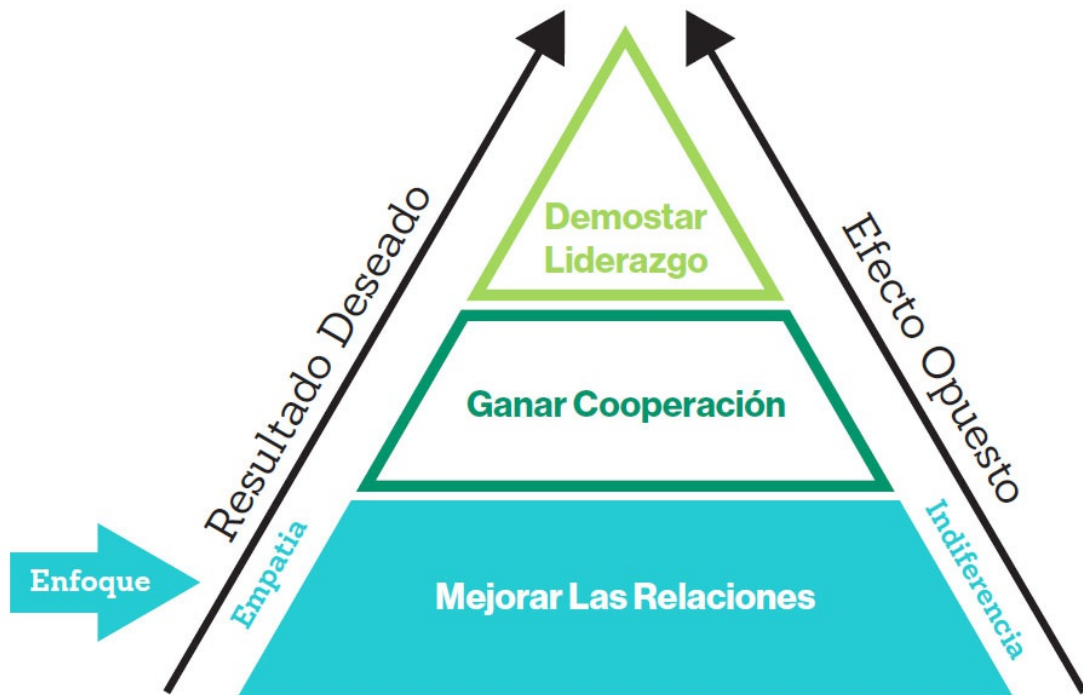 Demostar
Liderazgo
Resultado Deseado
Efecto Opuesto
Ganar Cooperación
Enfoque
Empatia
Mejorar Las Relaciones
Indiferencia